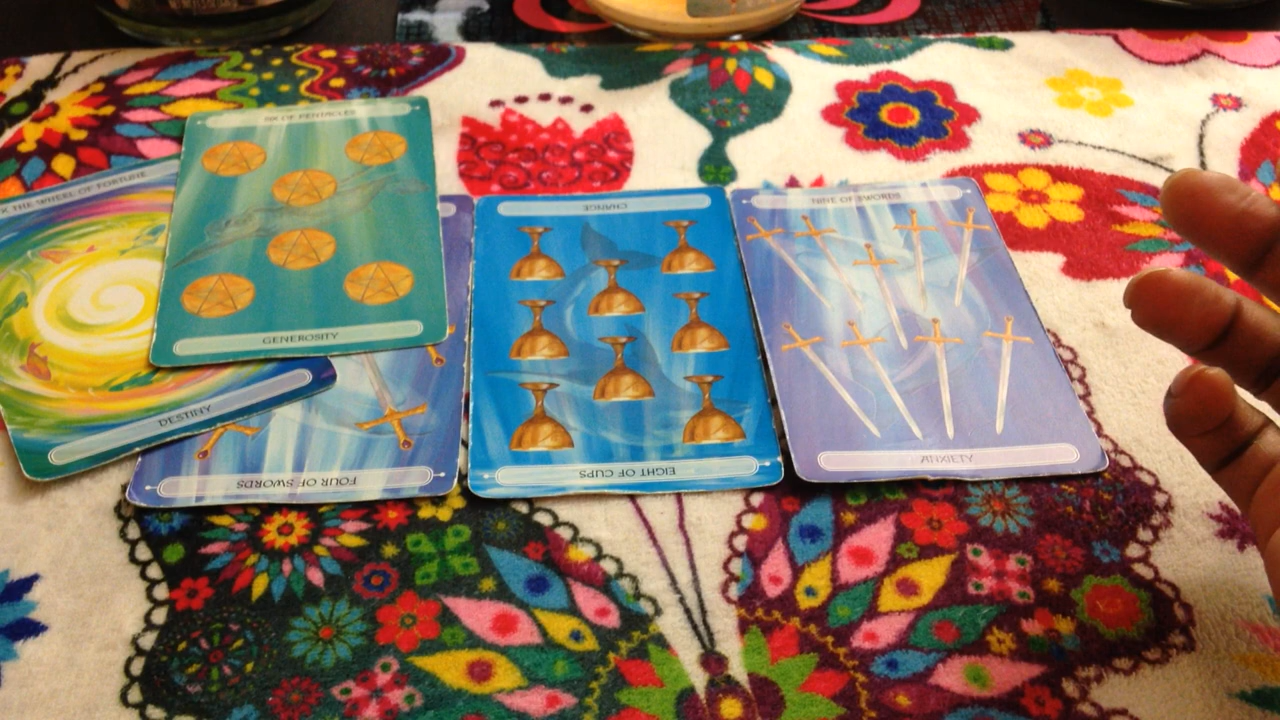 SIX OF PENTACLES
X THE WHEEL OF FORTUNE
CHANGE
NINE OF SWORDS
GENEROSITY
DESTINY
FOUR OF SWORDS
EIGHT OF CUPS
ANXIETY